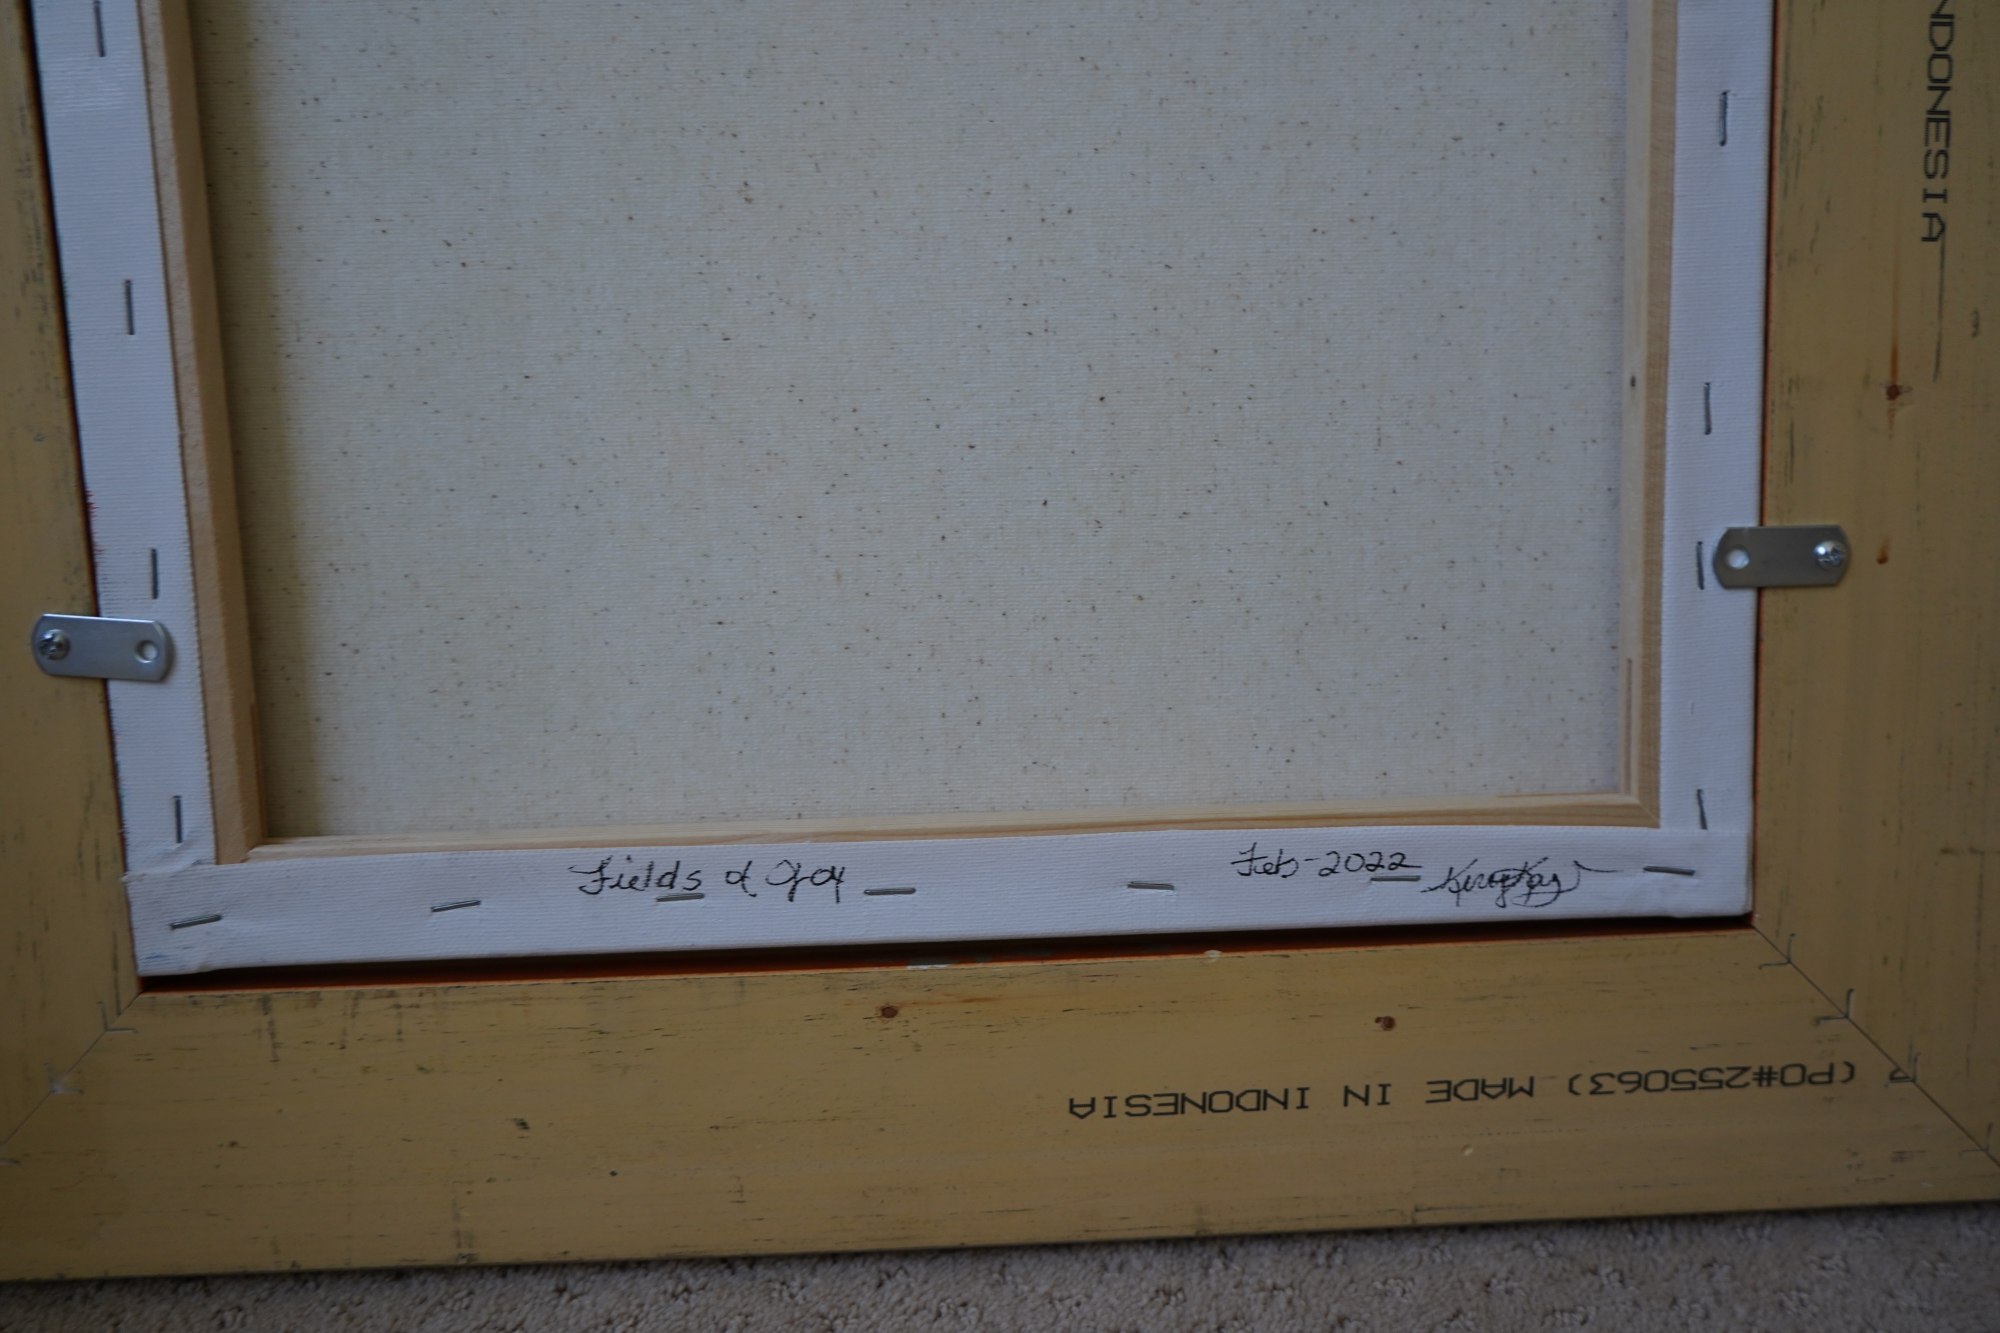 NDONESIA
Fields of Joy
Feb-2022
(PO#255063) MADE IN INDONESIA